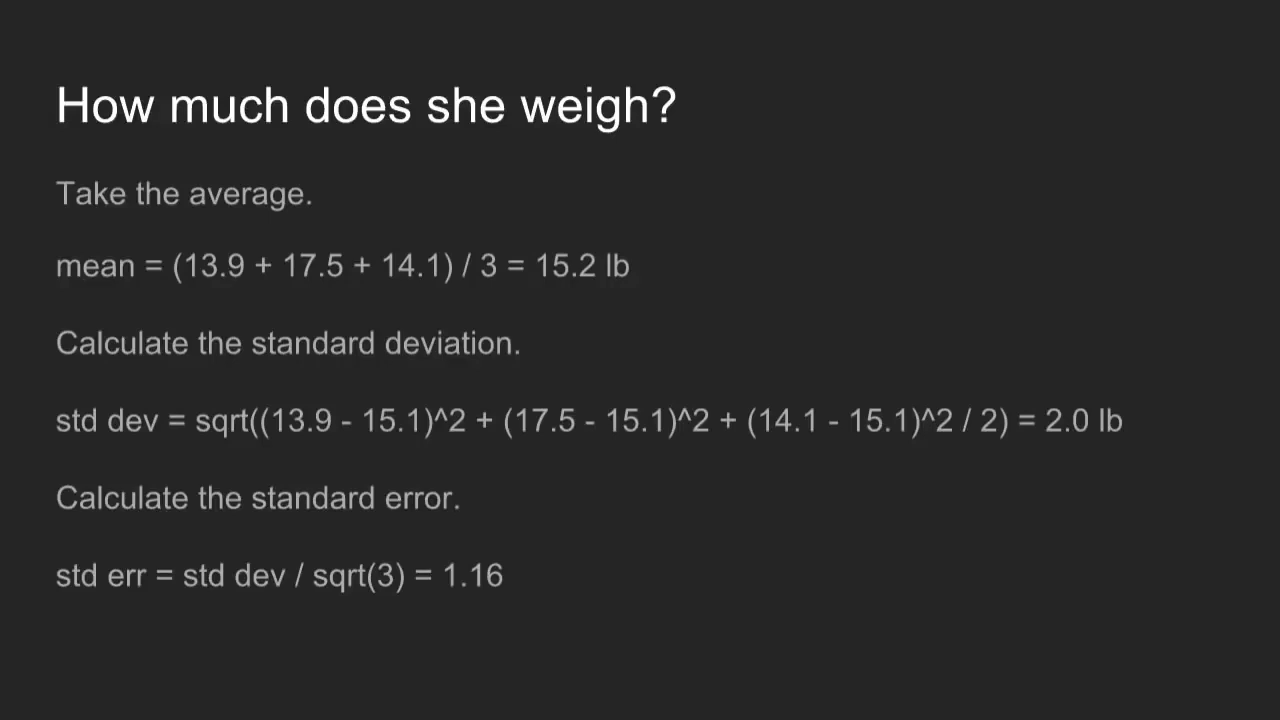 How much does she weigh?
Take the average.
mean = (13.9 + 17.5 + 14.1) / 3 = 15.2 lb
Calculate the standard deviation.
std dev = sqrt((13.9 - 15.1)^2 + (17.5 - 15.1)^2 + (14.1 - 15.1)^2 / 2) = 2.0 lb
Calculate the standard error.
std err = std dev / sqrt(3) = 1.16